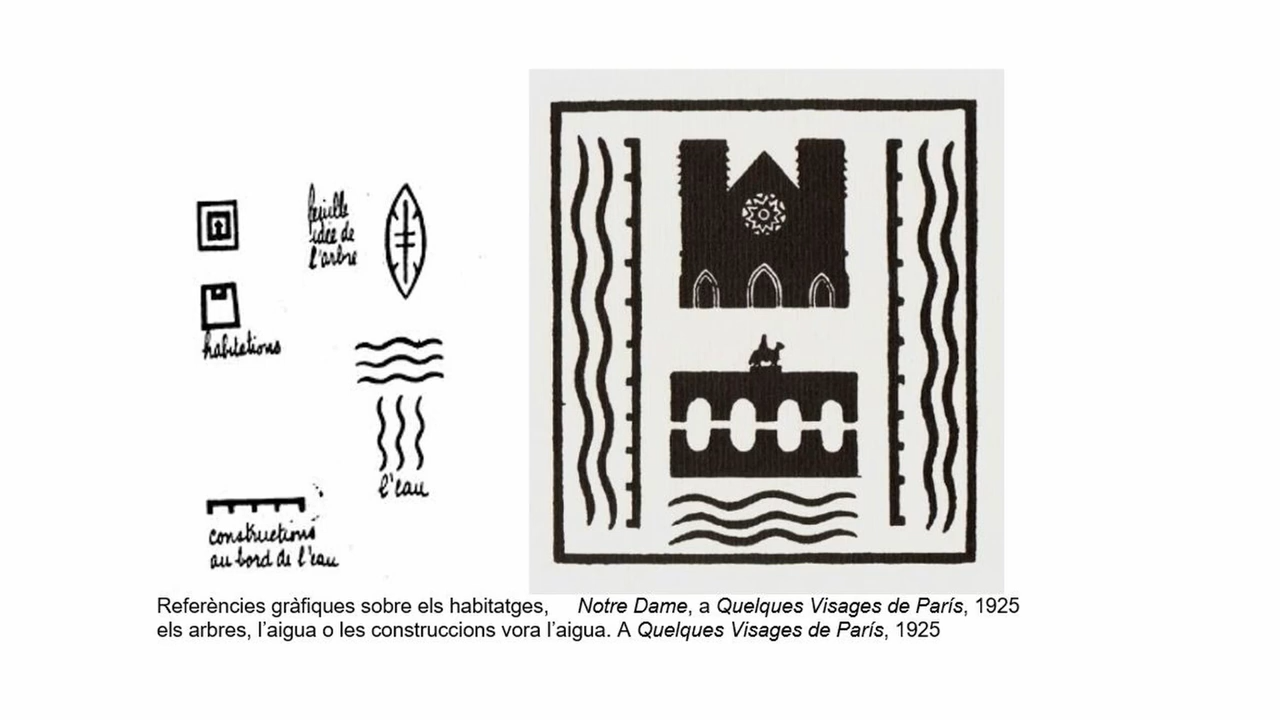 feuille
idée de
l'arbre
habitations
l'eau
constructions
au bord de l'eau
Referències gràfiques sobre els habitatges,
els arbres, l'aigua o les construccions vora l'aigua. A Quelques Visages de París, 1925
Notre Dame, a Quelques Visages de París, 1925